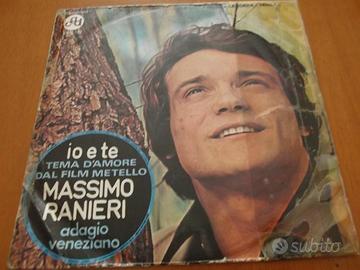 io e te
TEMA D'AMORE
DAL FILM METELLO
MASSIMO
RANIERI
adagio
veneziano
subito